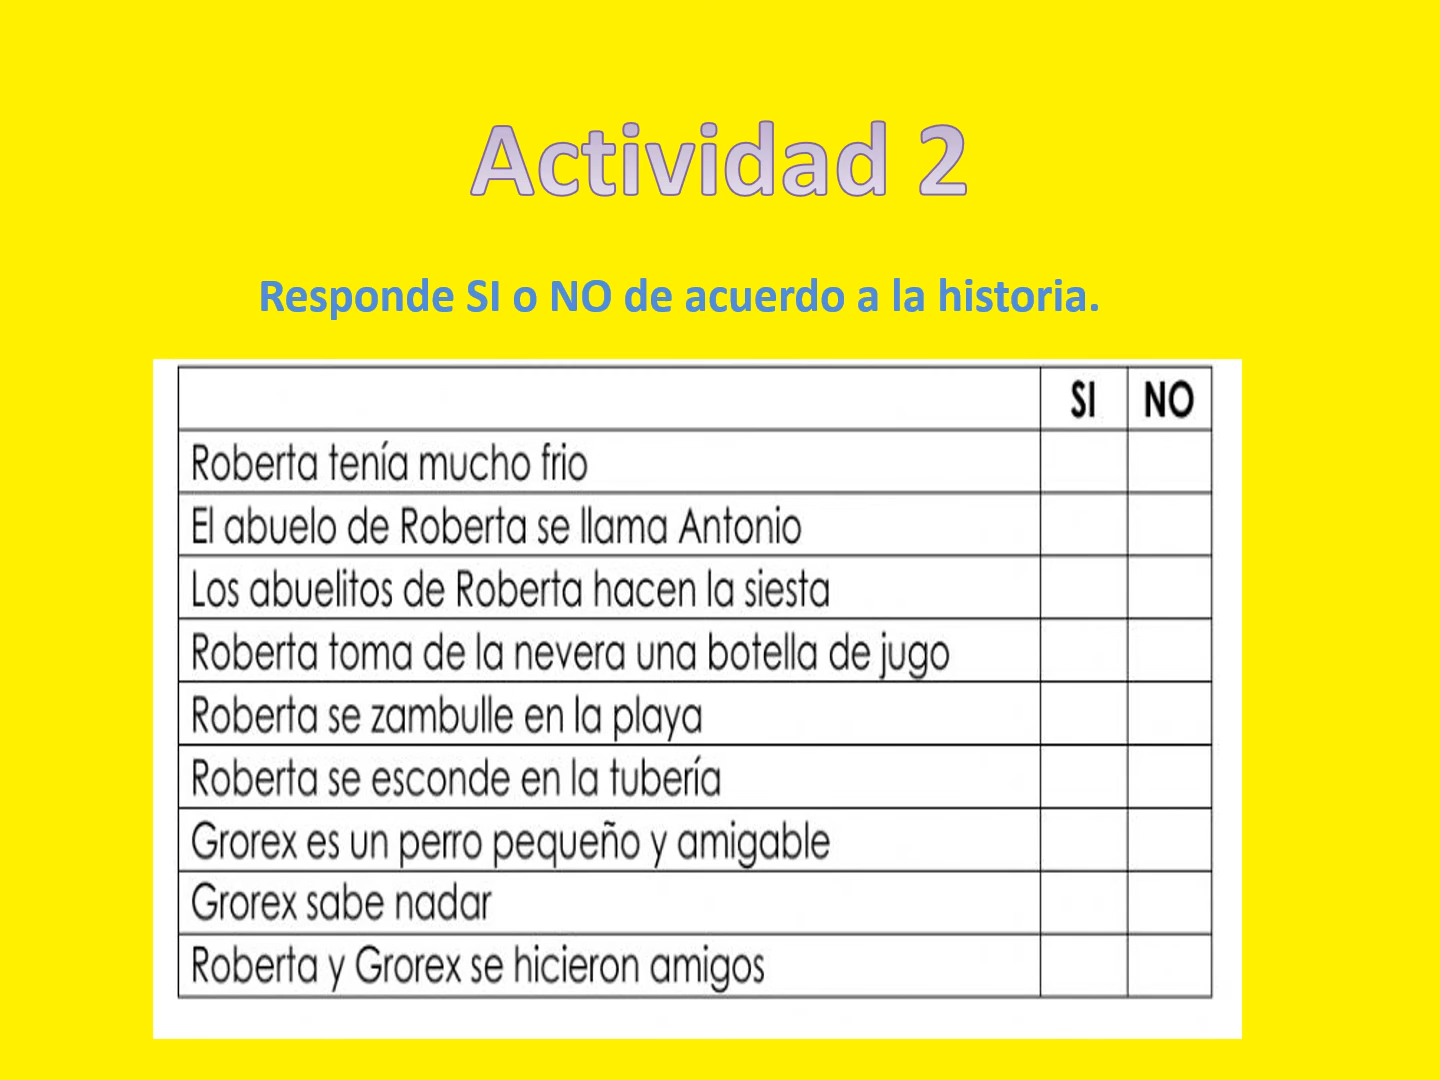 Actividad 2
Responde SI o NO de acuerdo a la historia.
SI NO
Roberta tenía mucho frio
El abuelo de Roberta se llama Antonio
Los abuelitos de Roberta hacen la siesta
Roberta toma de la nevera una botella de jugo
Roberta se zambulle en la playa
Roberta se esconde en la tubería
Grorex es un perro pequeño y amigable
Grorex sabe nadar
Roberta y Grorex se hicieron amigos